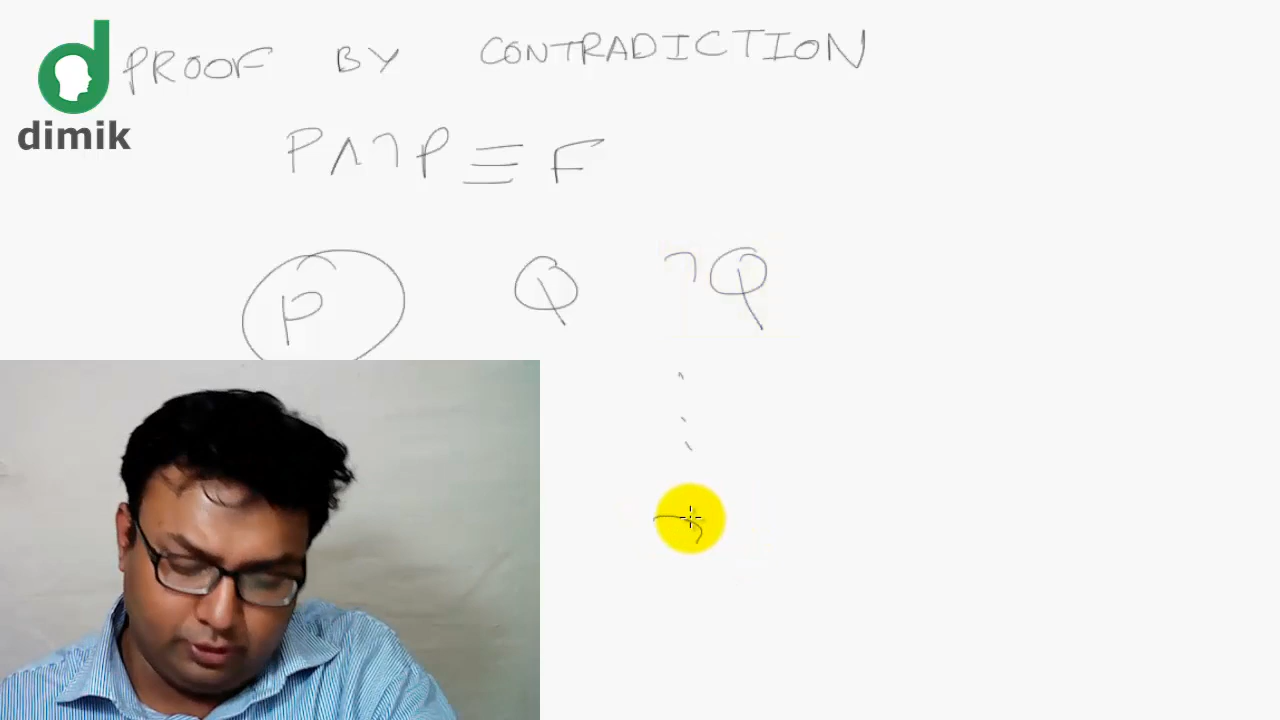 PROOF BY CONTRADICTION
dimik
P∧¬P≡F
P Q ¬Q
¬